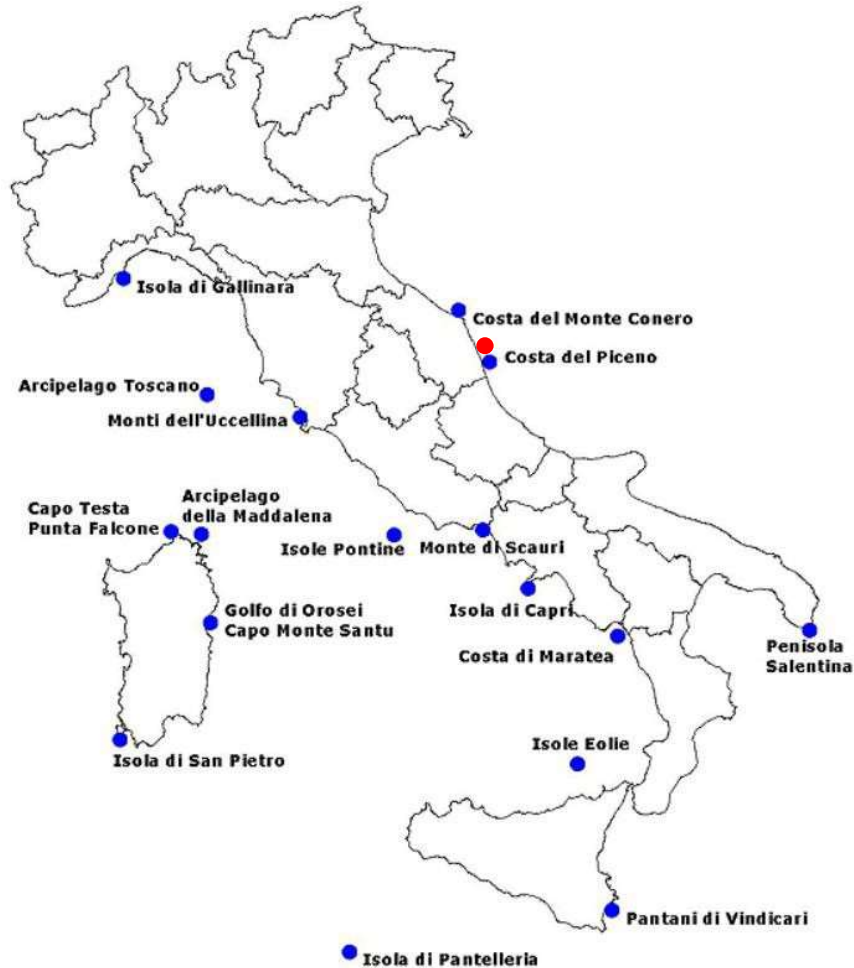 Isola di Gallinara
Costa del Monte Conero
Costa del Piceno
Arcipelago Toscano
Monti dell'Uccellina
Capo Testa
Punta Falcone
Arcipelago
della Maddalena
Isole Pontine
Monte di Scauri
Golfo di Orosei
Capo Monte Santu
Isola di Capri
Costa di Maratea
Penisola
Salentina
Isola di San Pietro
Isole Eolie
Pantani di Vindicari
Isola di Pantelleria